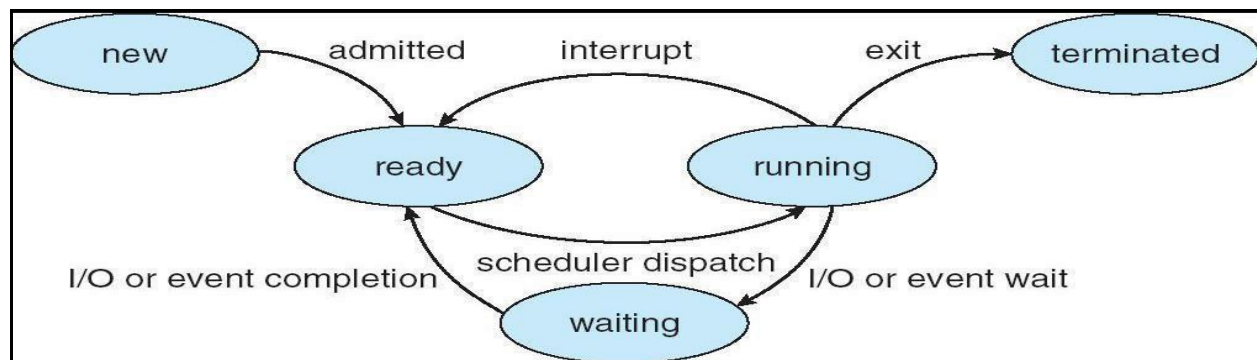 new
admitted
interrupt
exit
terminated
ready
running
I/O or event completion
scheduler dispatch
I/O or event wait
waiting